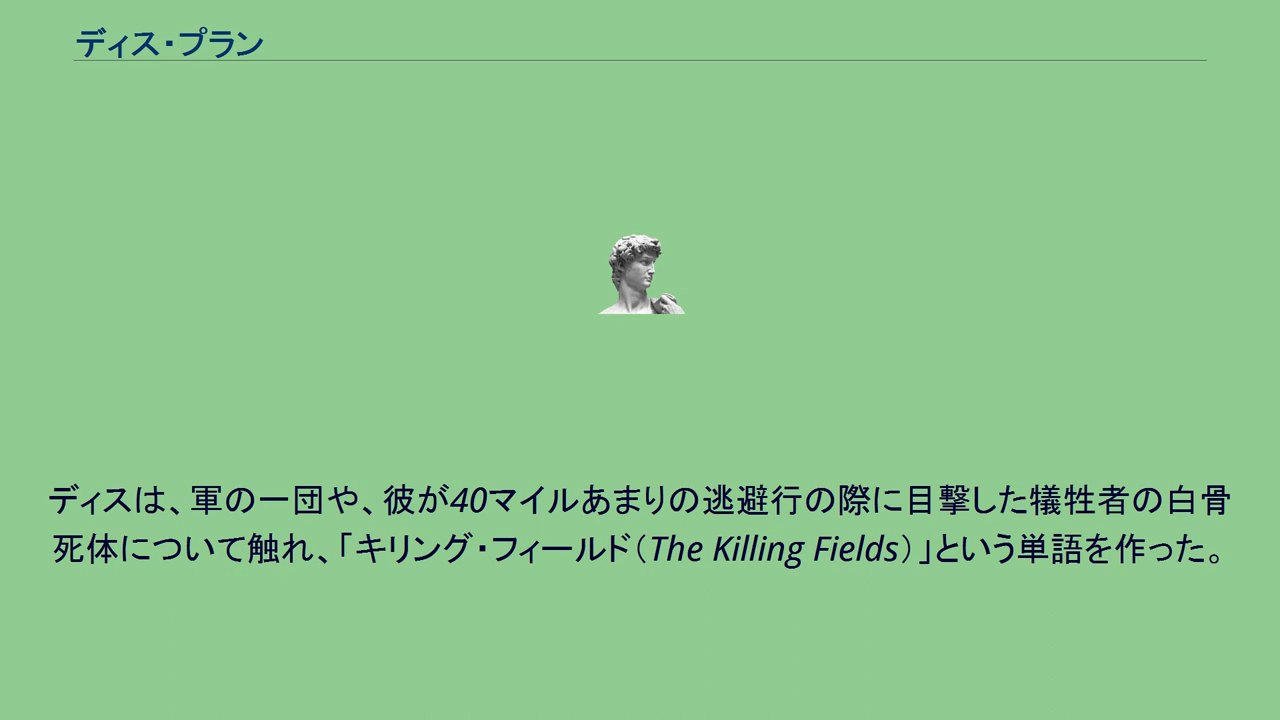 ディス・プラン
ディスは、軍の一団や、彼が40マイルあまりの逃避行の際に目撃した犠牲者の白骨
死体について触れ、「キリング・フィールド（The Killing Fields）」という単語を作った。